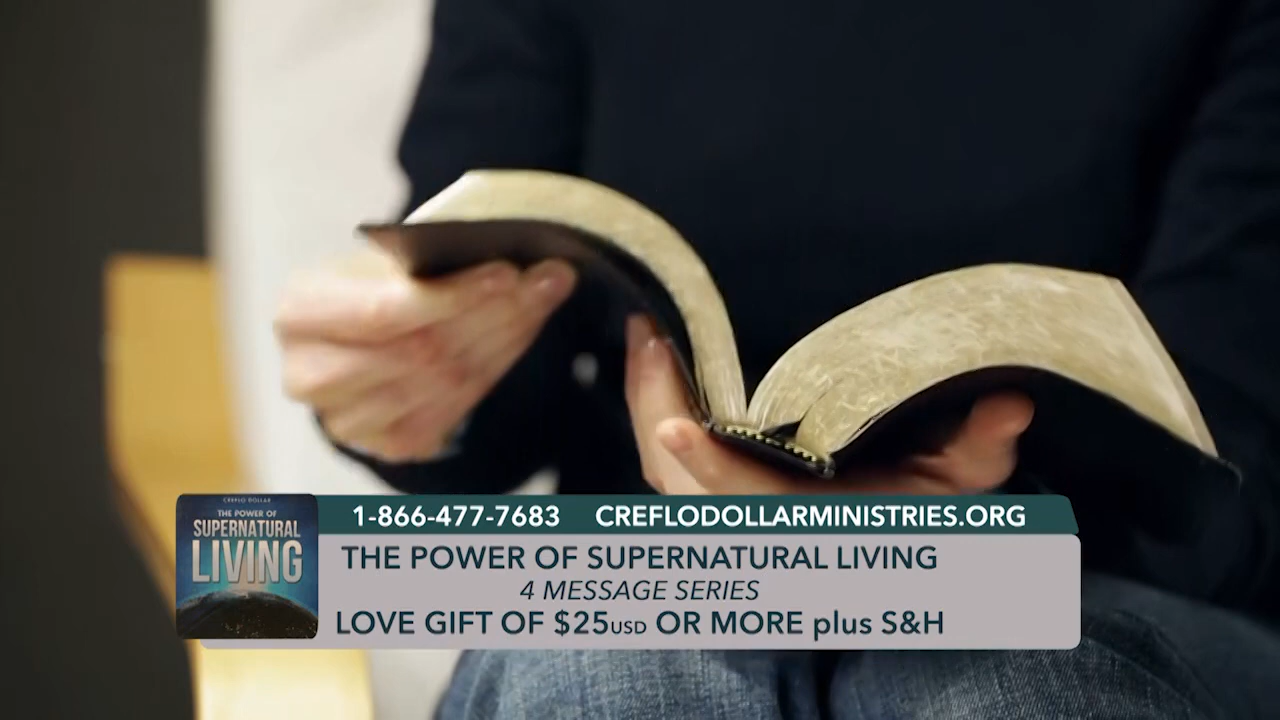 CREFLO DOLLAR
THE POWER OF
SUPERNATURAL
LIVING
1-866-477-7683 CREFLODOLLARMINISTRIES.ORG
THE POWER OF SUPERNATURAL LIVING
4 MESSAGE SERIES
LOVE GIFT OF $25USD OR MORE plus S&H